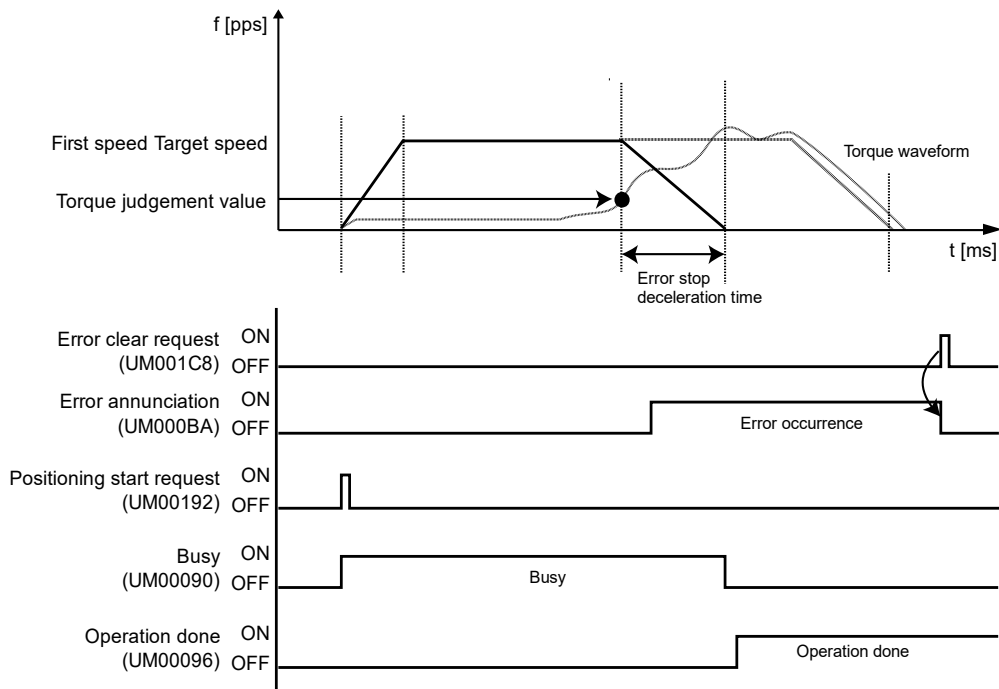 f [pps]
First speed Target speed
Torque waveform
Torque judgement value
t [ms]
Error stop
deceleration time
Error clear request ON
(UM001C8) OFF
Error annunciation ON
(UM000BA) OFF
Error occurrence
Positioning start request ON
(UM00192) OFF
Busy ON
(UM00090) OFF
Busy
Operation done ON
(UM00096) OFF
Operation done